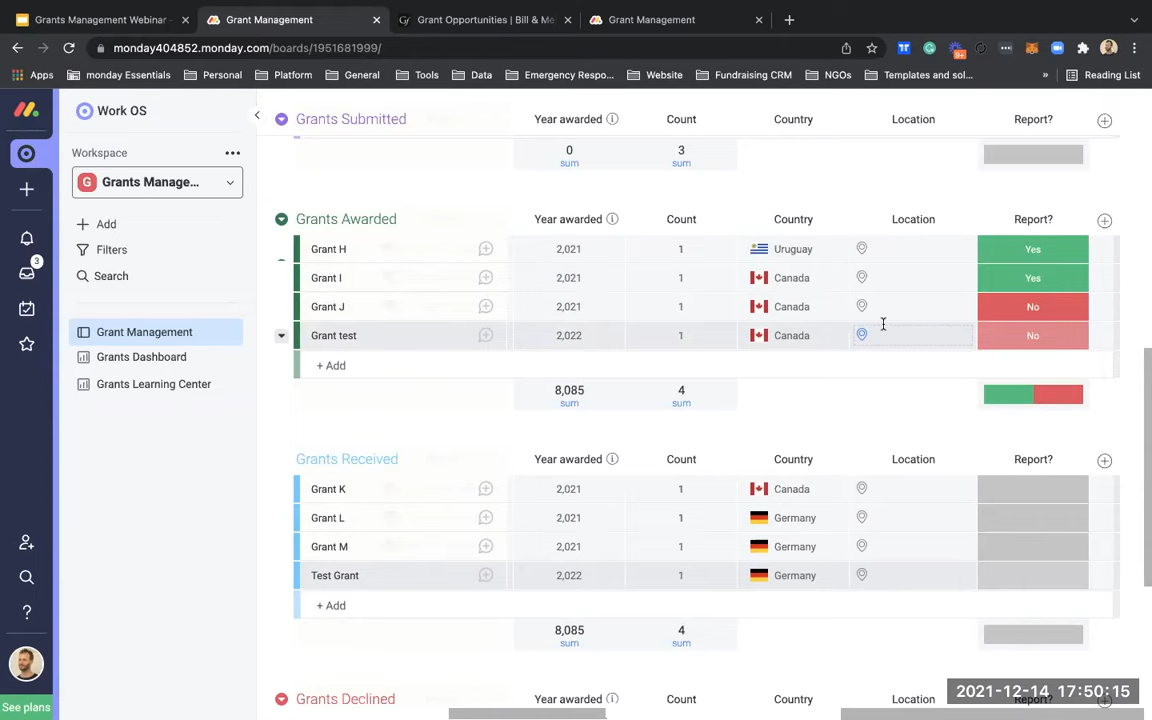 Grants Management Webinar
Grant Management
Grant Opportunities | Bill & Me
Grant Management
monday404852.monday.com/boards/1951681999/
9+
Apps
monday Essentials
Personal
Platform
General
Tools
Data
Emergency Respo...
Website
Fundraising CRM
NGOs
Templates and sol...
»
Reading List
Work OS
Workspace
G Grants Manage...
Add
Filters
Search
3
Grant Management
Grants Dashboard
Grants Learning Center
See plans
Grants Submitted Year awarded Count Country Location Report?
0 3
sum sum
Grants Awarded Year awarded Count Country Location Report?
Grant H 2,021 1 Uruguay Yes
Grant I 2,021 1 Canada Yes
Grant J 2,021 1 Canada No
Grant test 2,022 1 Canada No
+ Add
8,085 4
sum sum
Grants Received Year awarded Count Country Location Report?
Grant K 2,021 1 Canada
Grant L 2,021 1 Germany
Grant M 2,021 1 Germany
Test Grant 2,022 1 Germany
+ Add
8,085 4
sum sum
Grants Declined Year awarded Count Country Location Report?
2021-12-14 17:50:15